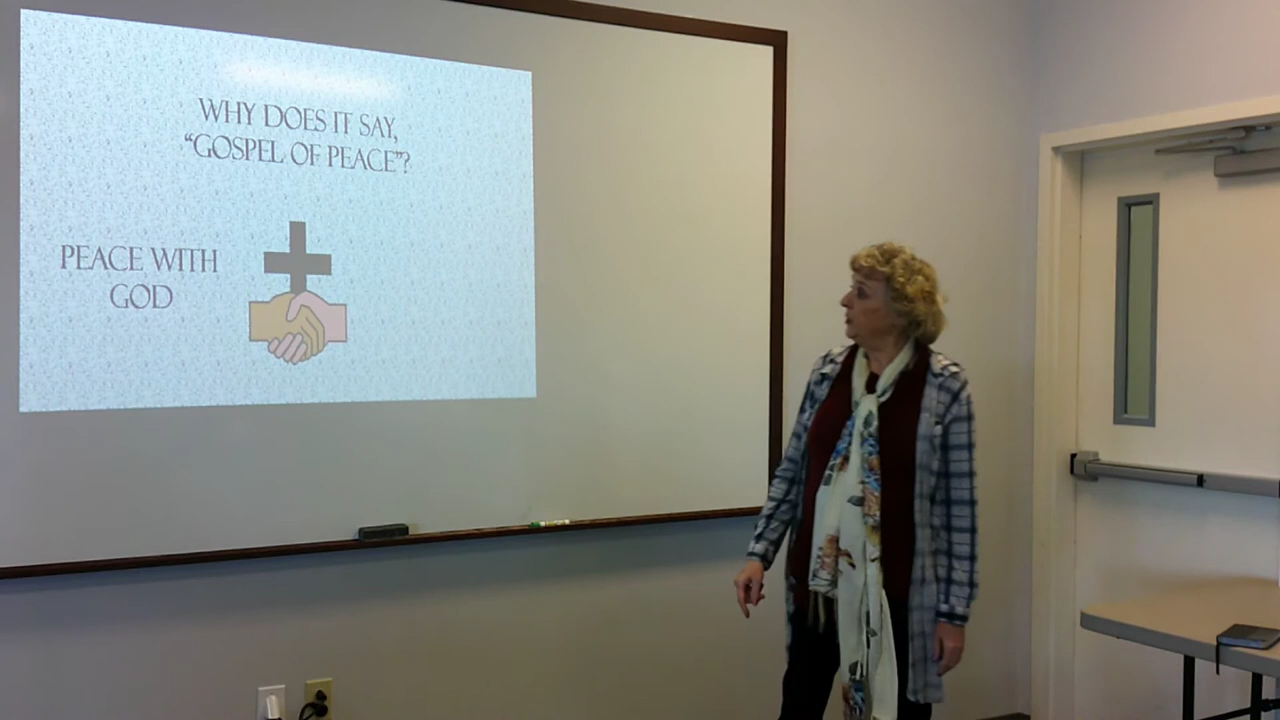 WHY DOES IT SAY,
“GOSPEL OF PEACE”?
PEACE WITH
GOD